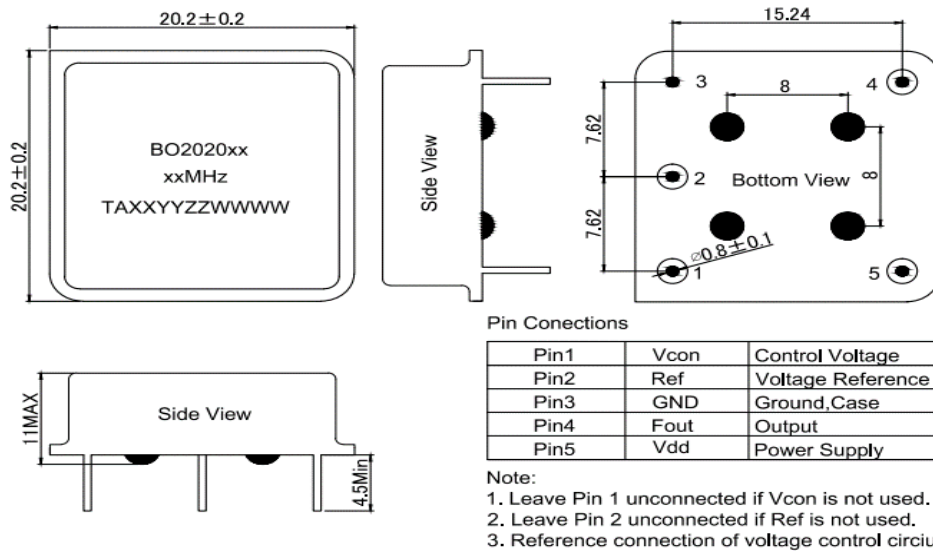 20.2±0.2
20.2±0.2
BO2020xx
xxMHz
TAXXYYZZWWWW
Side View
15.24
3
4
8
7.62
2
Bottom View
8
7.62
⌀0.8±0.1
1
5
Side View
11MAX
4.5Min
Pin Conections
Pin1 Vcon Control Voltage
Pin2 Ref Voltage Reference
Pin3 GND Ground,Case
Pin4 Fout Output
Pin5 Vdd Power Supply
Note:
1. Leave Pin 1 unconnected if Vcon is not used.
2. Leave Pin 2 unconnected if Ref is not used.
3. Reference connection of voltage control